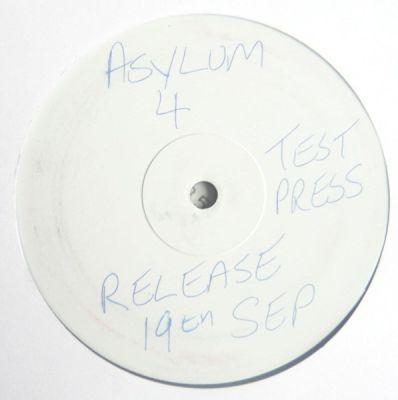 ASYLUM
4
TEST
PRESS
RELEASE
19th SEP